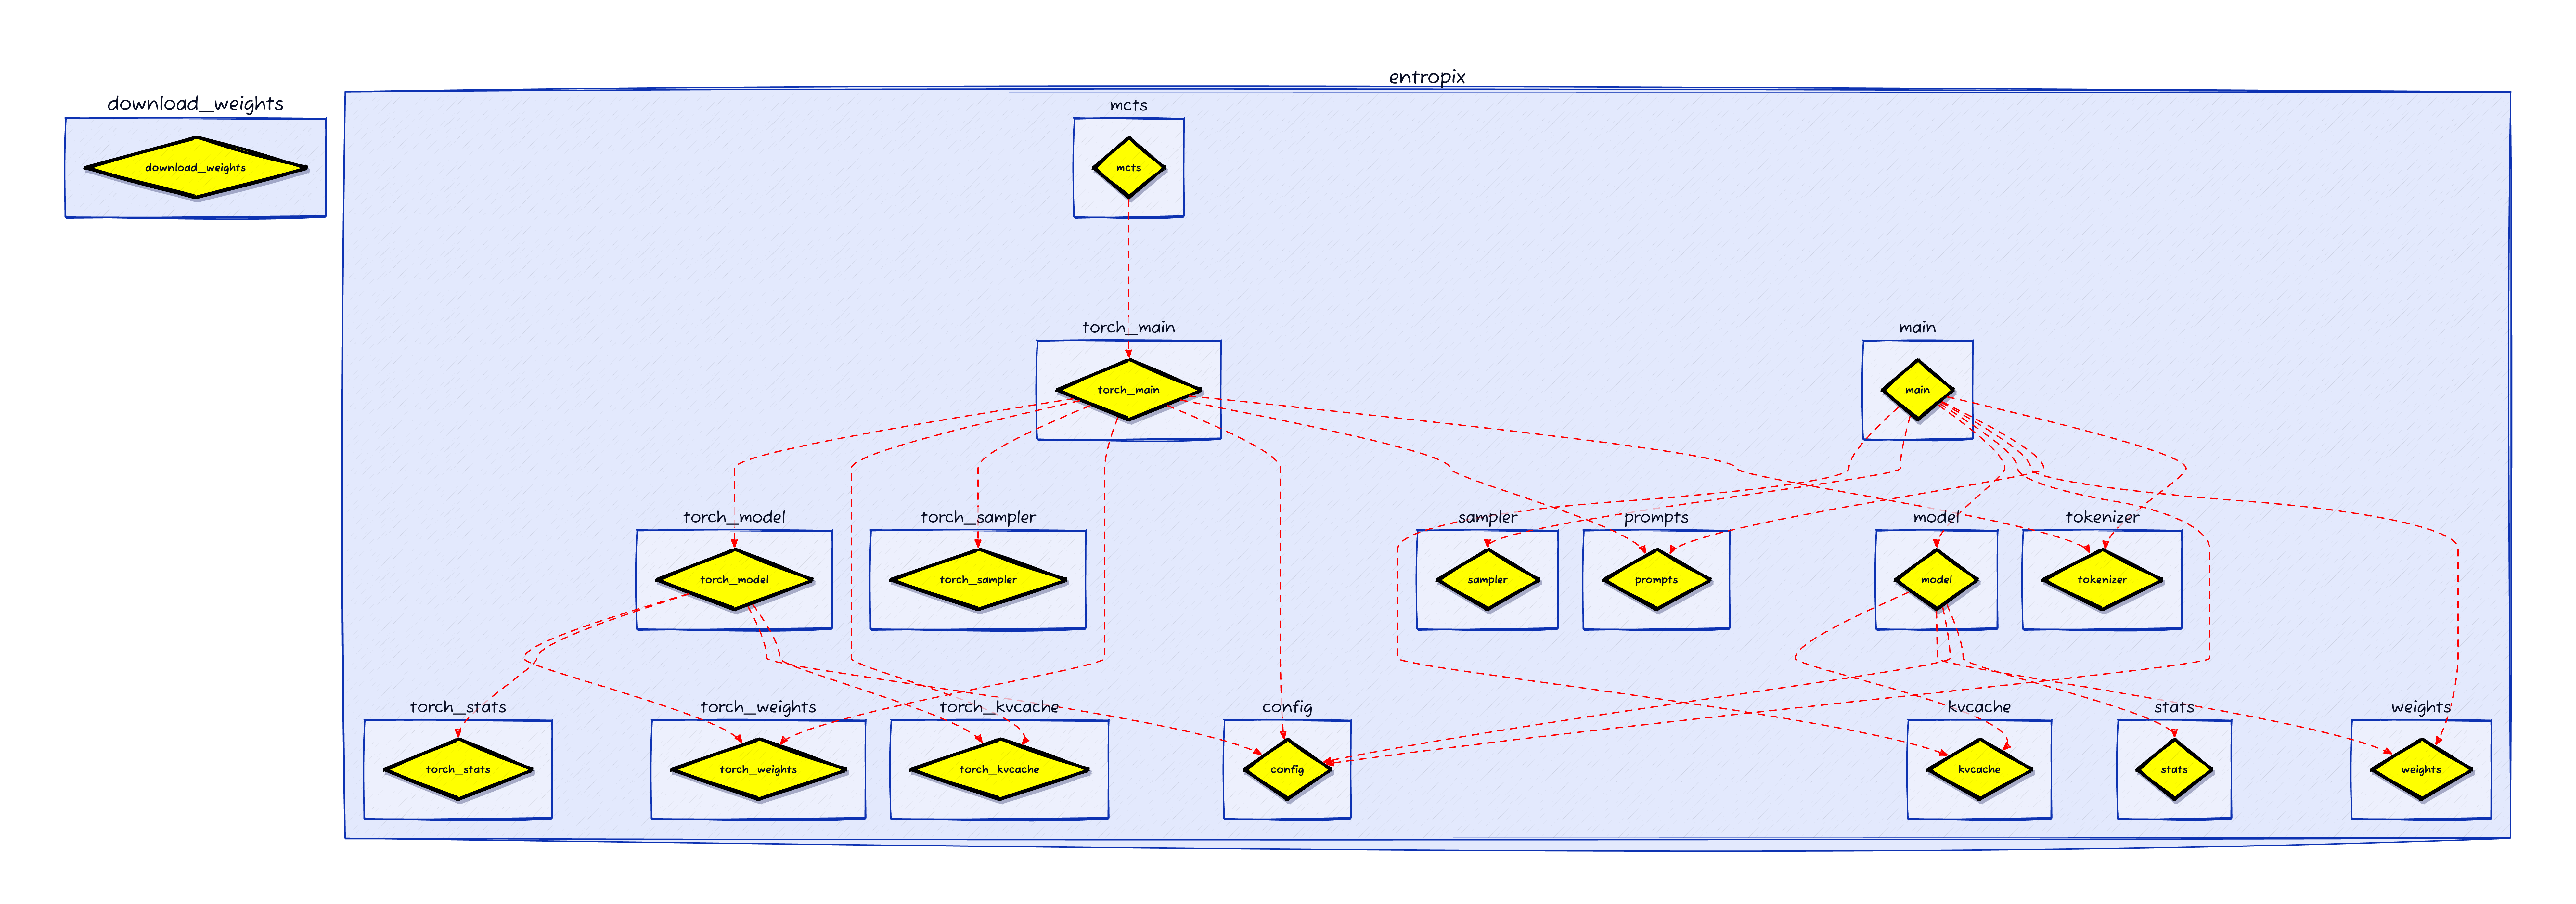 entropix
download_weights
mcts
download_weights
mcts
torch_main
main
torch_main
main
torch_model
torch_sampler
sampler
prompts
model
tokenizer
torch_model
torch_sampler
sampler
prompts
model
tokenizer
torch_stats
torch_weights
torch_kvcache
config
kvcache
stats
weights
torch_stats
torch_weights
torch_kvcache
config
kvcache
stats
weights